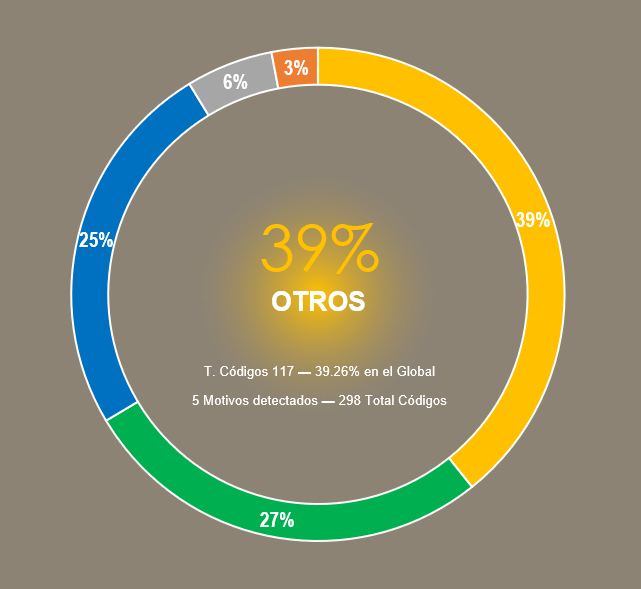 3%
6%
39%
25%
39%
OTROS
T. Códigos 117 — 39.26% en el Global
5 Motivos detectados — 298 Total Códigos
27%